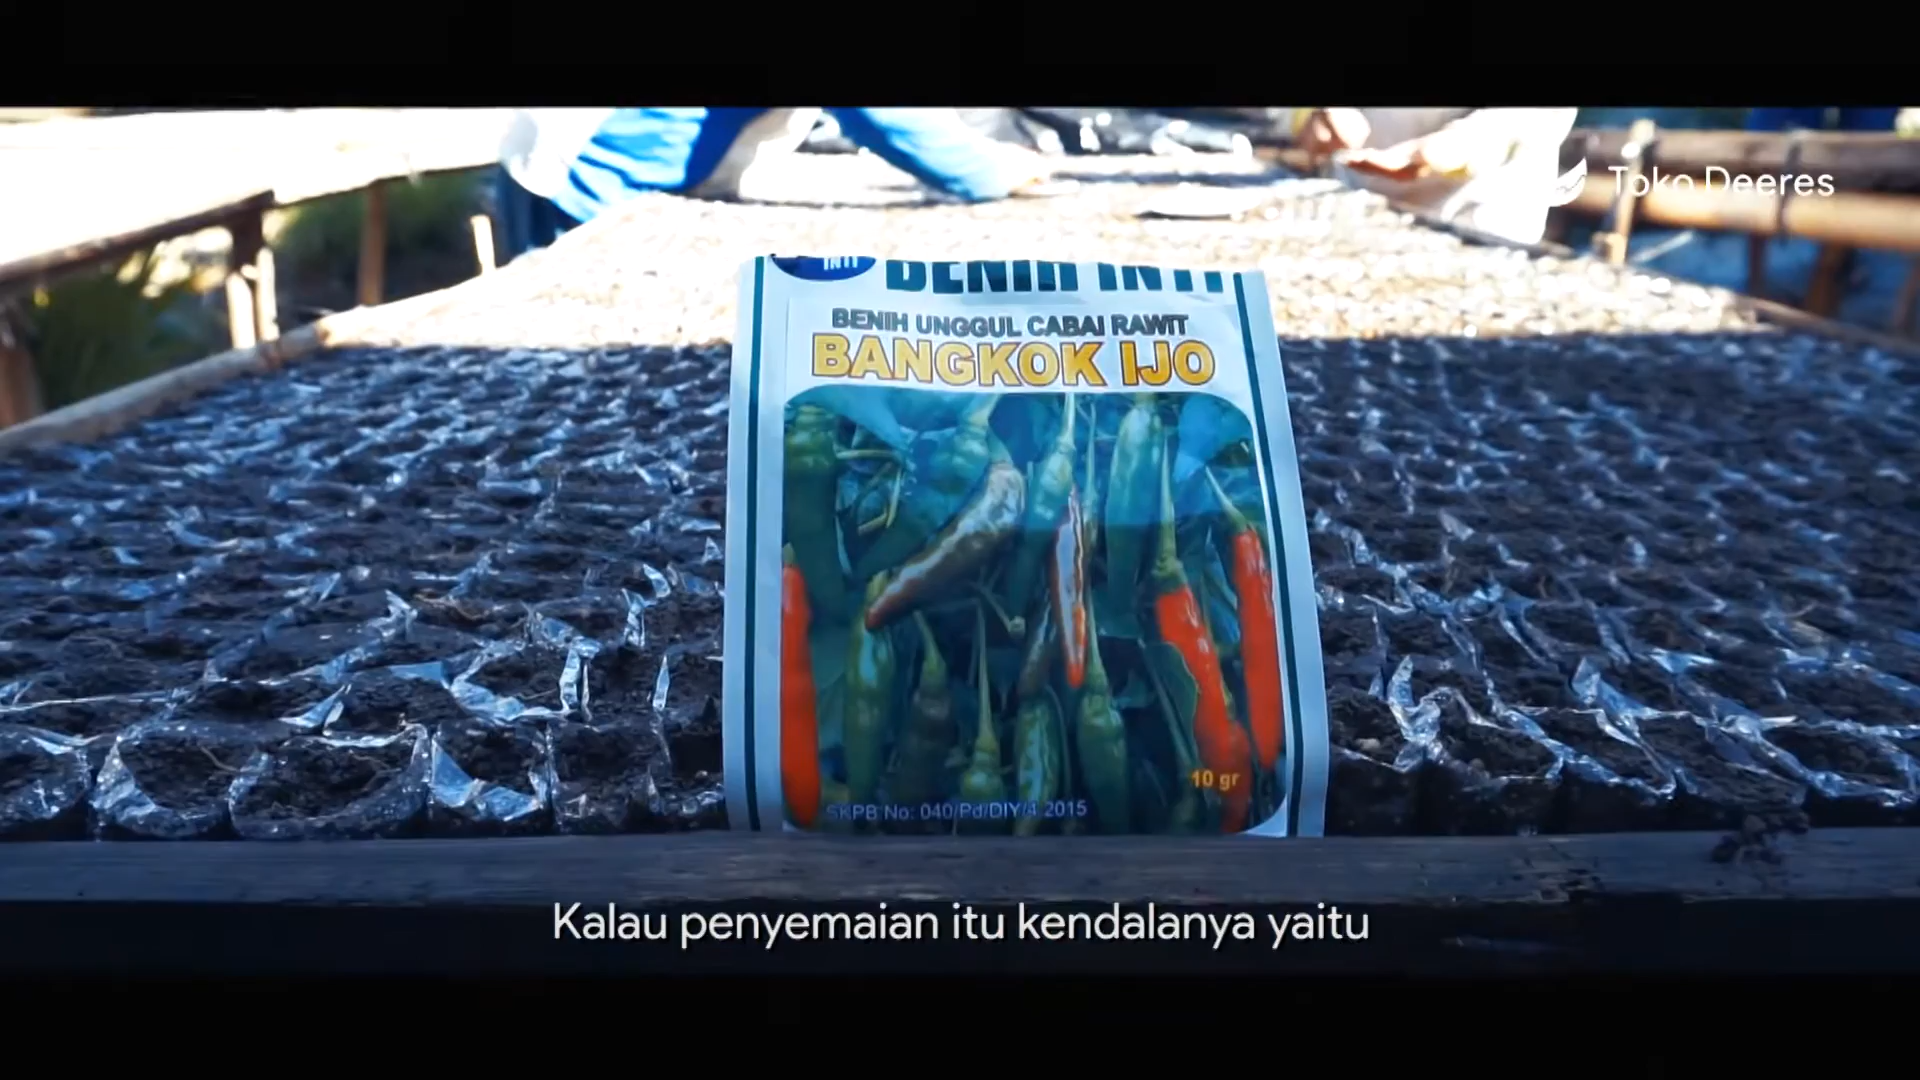 Toko Deeres
INTI
BENIH INTI
BENIH UNGGUL CABAI RAWIT
BANGKOK IJO
10 gr
SKPB No: 040/Pd/DIY/4.2015
Kalau penyemaian itu kendalanya yaitu